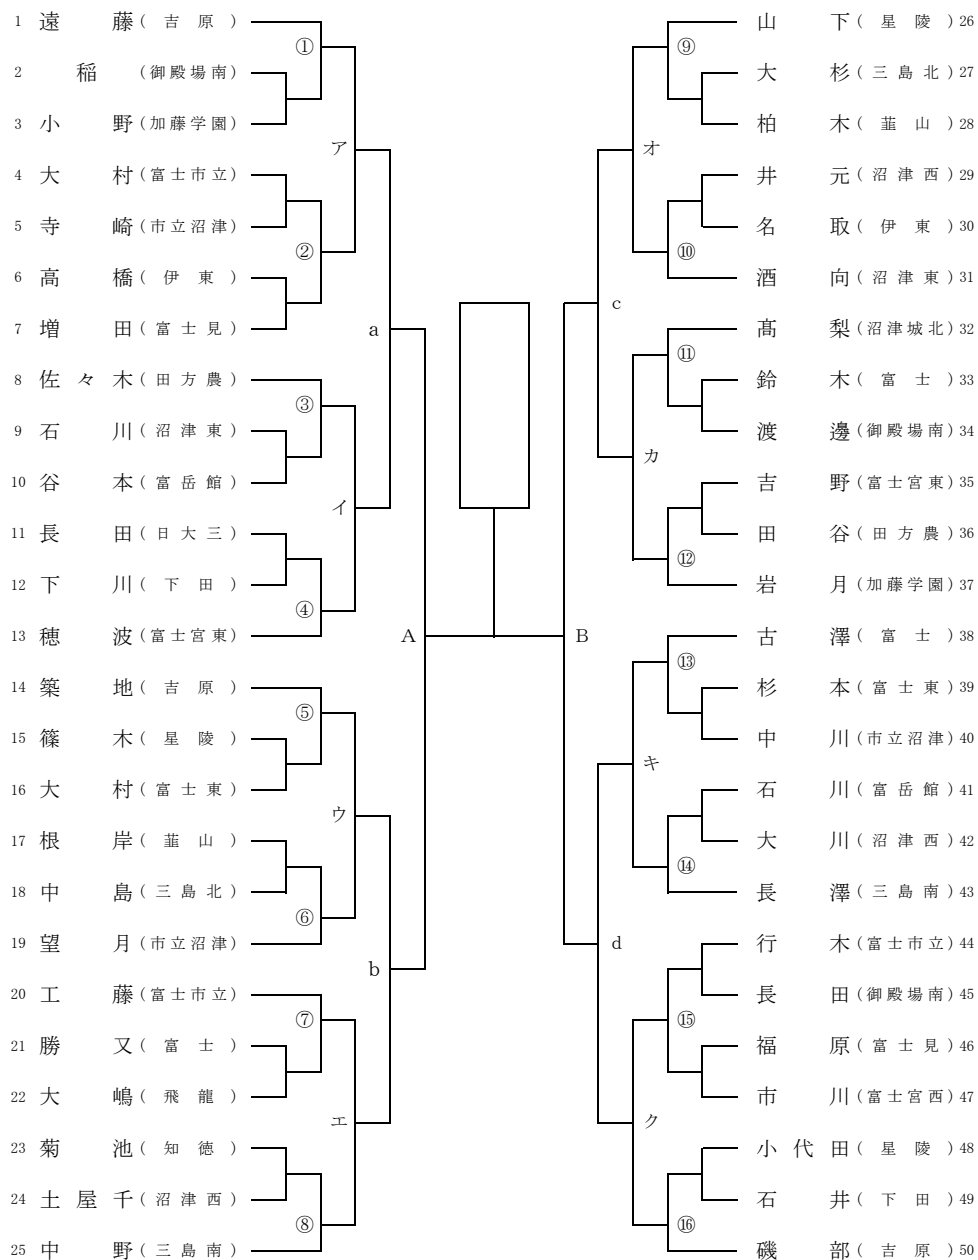 1 遠藤(吉原)
①
2 稲(御殿場南)
3 小野(加藤学園)
ア
4 大村(富士市立)
5 寺崎(市立沼津)
②
6 高橋(伊東)
7 増田(富士見)
a
8 佐々木(田方農)
③
9 石川(沼津東)
10 谷本(富岳館)
イ
11 長田(日大三)
12 下川(下田)
④
13 穂波(富士宮東)
A
14 築地(吉原)
⑤
15 篠木(星陵)
16 大村(富士東)
ウ
17 根岸(韮山)
18 中島(三島北)
⑥
19 望月(市立沼津)
b
20 工藤(富士市立)
⑦
21 勝又(富士)
22 大嶋(飛龍)
エ
23 菊池(知徳)
24 土屋千(沼津西)
⑧
25 中野(三島南)
山下(星陵)26
⑨
大杉(三島北)27
柏木(韮山)28
オ
井元(沼津西)29
名取(伊東)30
⑩
酒向(沼津東)31
c
髙梨(沼津城北)32
⑪
鈴木(富士)33
渡邊(御殿場南)34
カ
吉野(富士宮東)35
田谷(田方農)36
⑫
岩月(加藤学園)37
B
古澤(富士)38
⑬
杉本(富士東)39
中川(市立沼津)40
キ
石川(富岳館)41
大川(沼津西)42
⑭
長澤(三島南)43
d
行木(富士市立)44
長田(御殿場南)45
⑮
福原(富士見)46
市川(富士宮西)47
ク
小代田(星陵)48
石井(下田)49
⑯
磯部(吉原)50